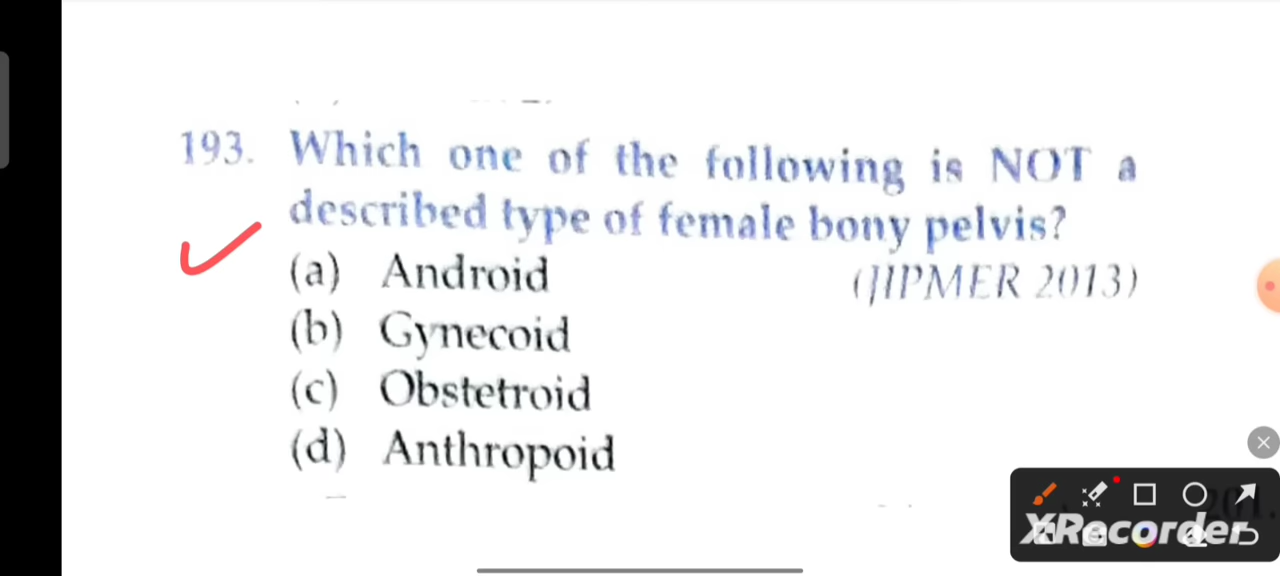 193. Which one of the following is NOT a
described type of female bony pelvis?
(a) Android (JIPMER 2013)
(b) Gynecoid
(c) Obstetroid
(d) Anthropoid
XRecorder